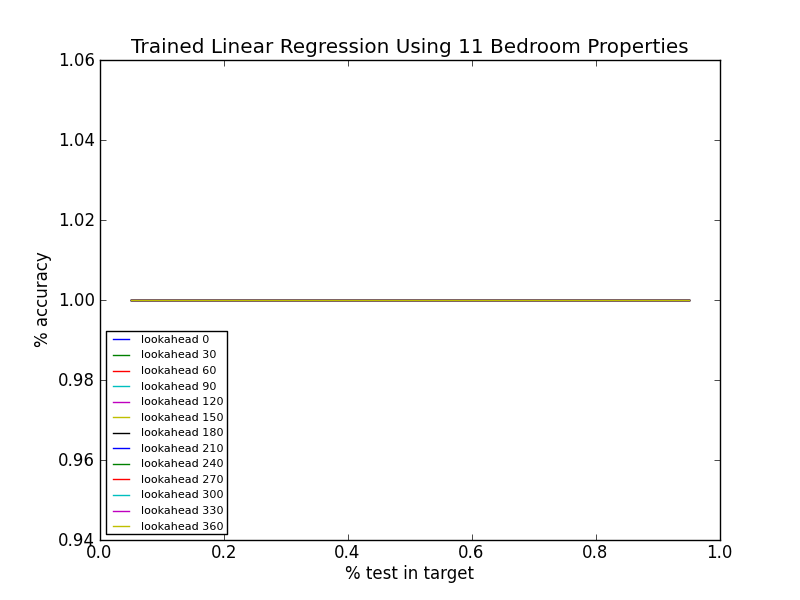 Trained Linear Regression Using 11 Bedroom Properties
1.06
1.04
1.02
1.00
0.98
0.96
0.94
% accuracy
lookahead 0
lookahead 30
lookahead 60
lookahead 90
lookahead 120
lookahead 150
lookahead 180
lookahead 210
lookahead 240
lookahead 270
lookahead 300
lookahead 330
lookahead 360
0.0 0.2 0.4 0.6 0.8 1.0
% test in target